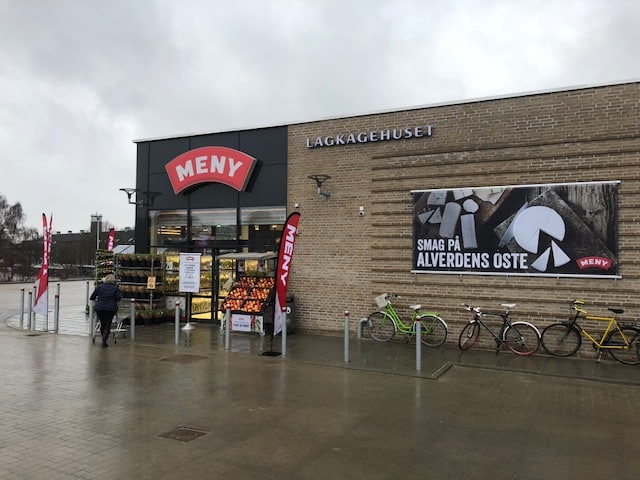 MENY
LAGKAGEHUSET
SMAG PÅ
ALVERDENS OSTE
MENY
MENY